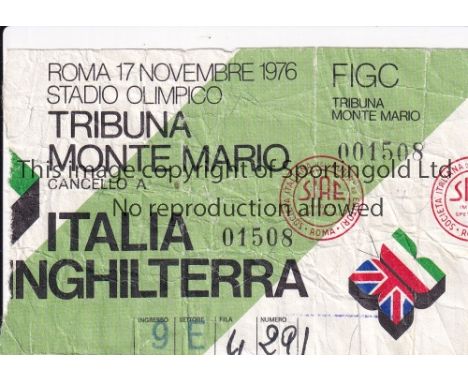 ROMA 17 NOVEMBRE 1976
STADIO OLIMPICO
TRIBUNA
MONTE MARIO
CANCELLO A
ITALIA
INGHILTERRA
01508
FIGC
TRIBUNA
MONTE MARIO
001508
SIAE
ROMA
This image is copyright of Sportingold Ltd
No reproduction allowed
INGRESSO SETTORE FILA NUMERO
9 E 4 291